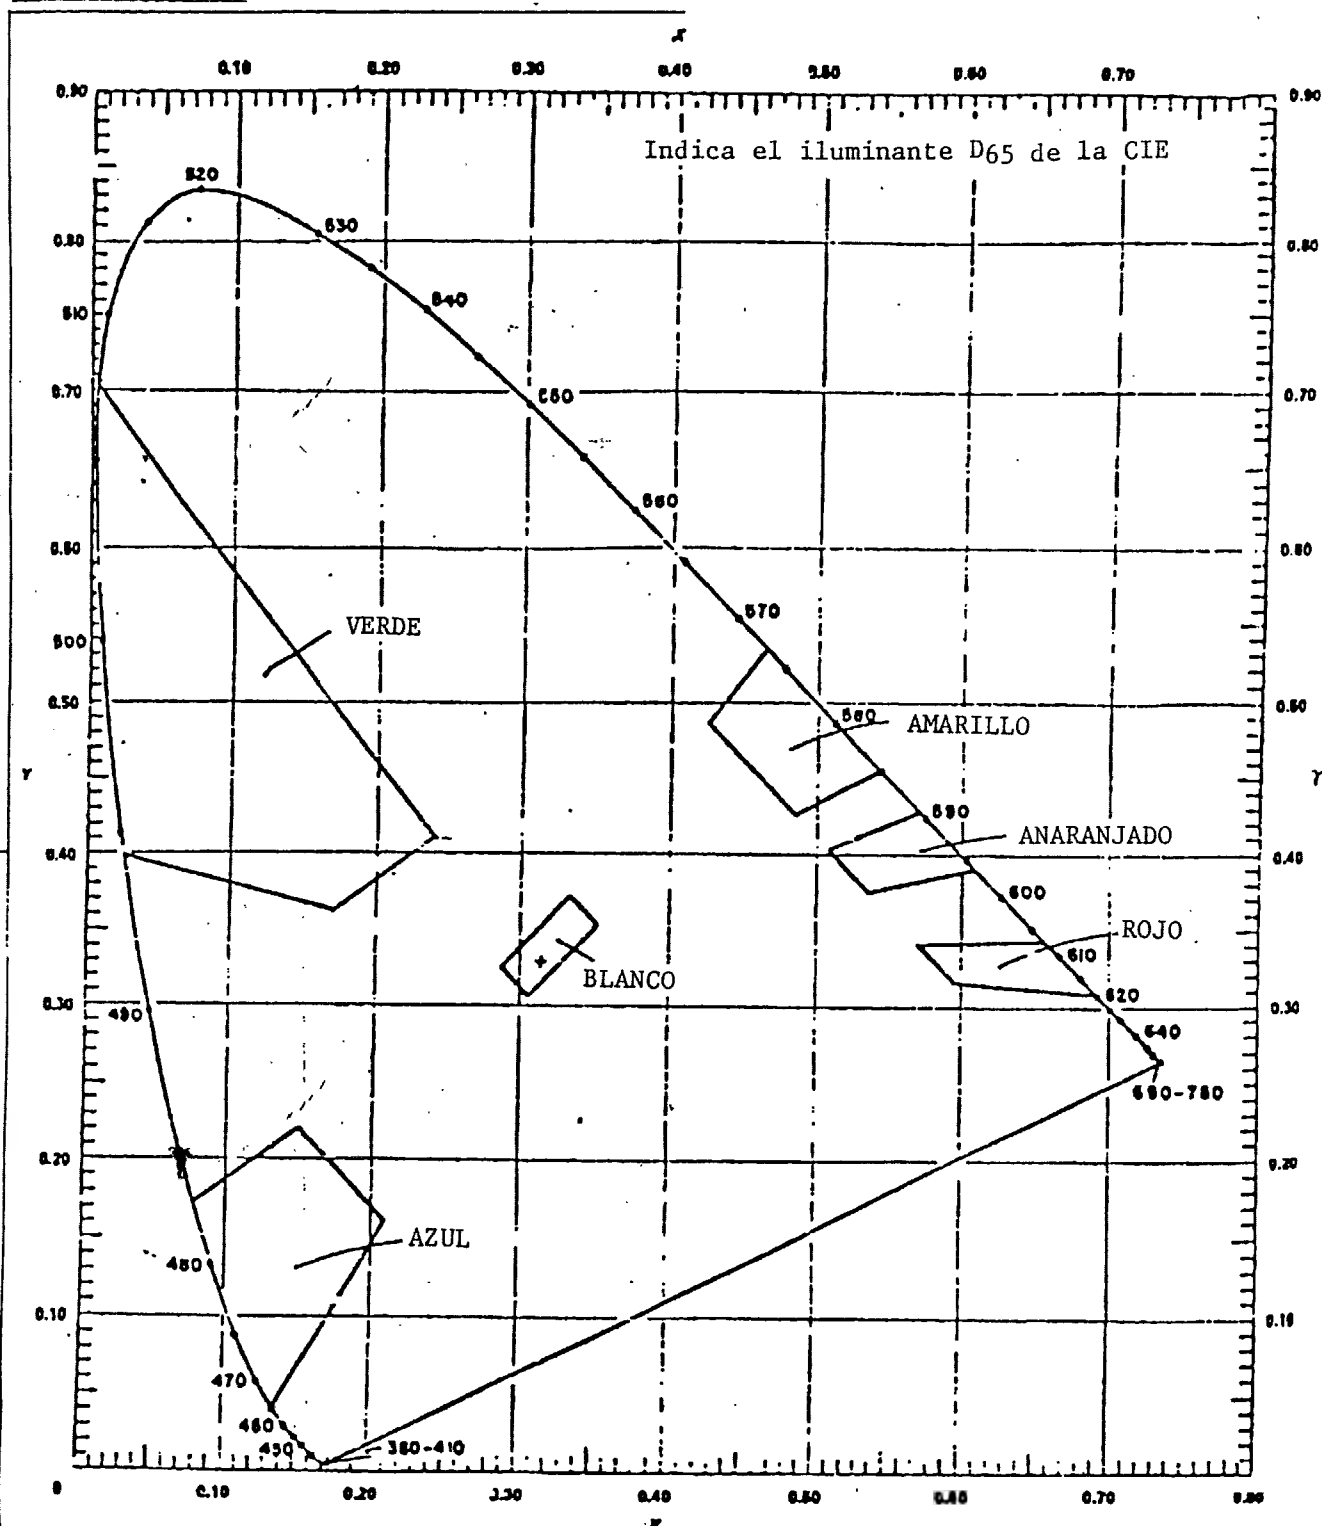 x
0.10 0.20 0.30 0.40 0.50 0.60 0.70
0.90 0.90
Indica el iluminante D65 de la CIE
520
530
0.80 0.80
540
510
0.70 0.70
550
560
0.60 0.60
570
VERDE
500
0.50 0.50
580
AMARILLO
Y Y
590
ANARANJADO
0.40 0.40
600
ROJO
610
BLANCO
620
0.30 0.30
490
640
690-780
0.20 0.20
AZUL
480
0.10 0.10
470
460
450
380-410
0 0.10 0.20 0.30 0.40 0.50 0.60 0.70 0.80
x